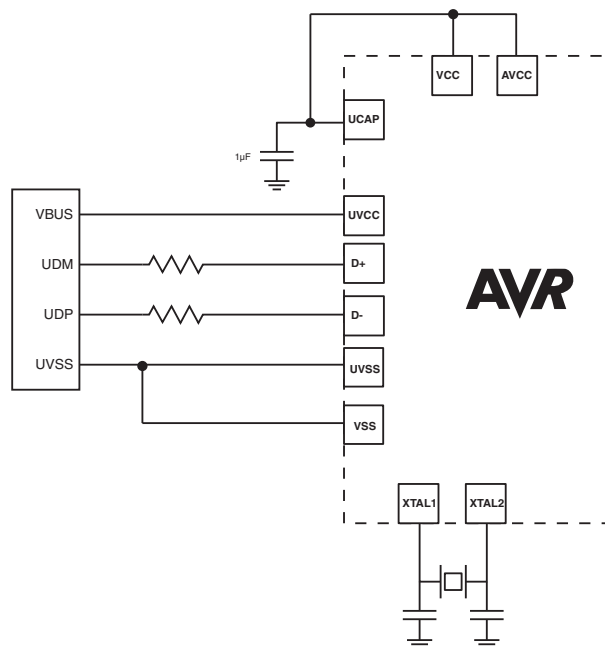 VCC
AVCC
UCAP
1µF
VBUS
UVCC
UDM
D+
UDP
D-
UVSS
UVSS
VSS
AVR
XTAL1
XTAL2